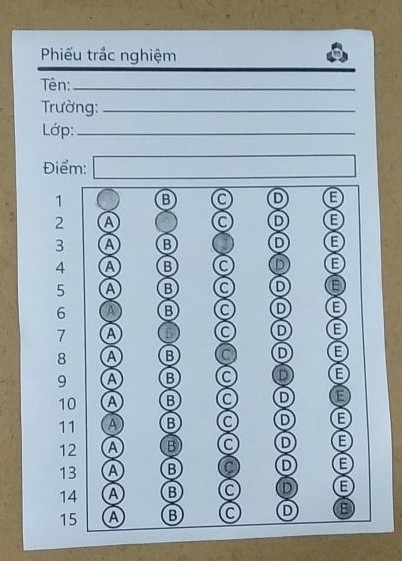 Phiếu trắc nghiệm
Tên:
Trường:
Lớp:
Điểm:
1 B C D E
2 A C D E
3 A B D E
4 A B C D E
5 A B C D E
6 A B C D E
7 A B C D E
8 A B C D E
9 A B C D E
10 A B C D E
11 A B C D E
12 A B C D E
13 A B C D E
14 A B C D E
15 A B C D E